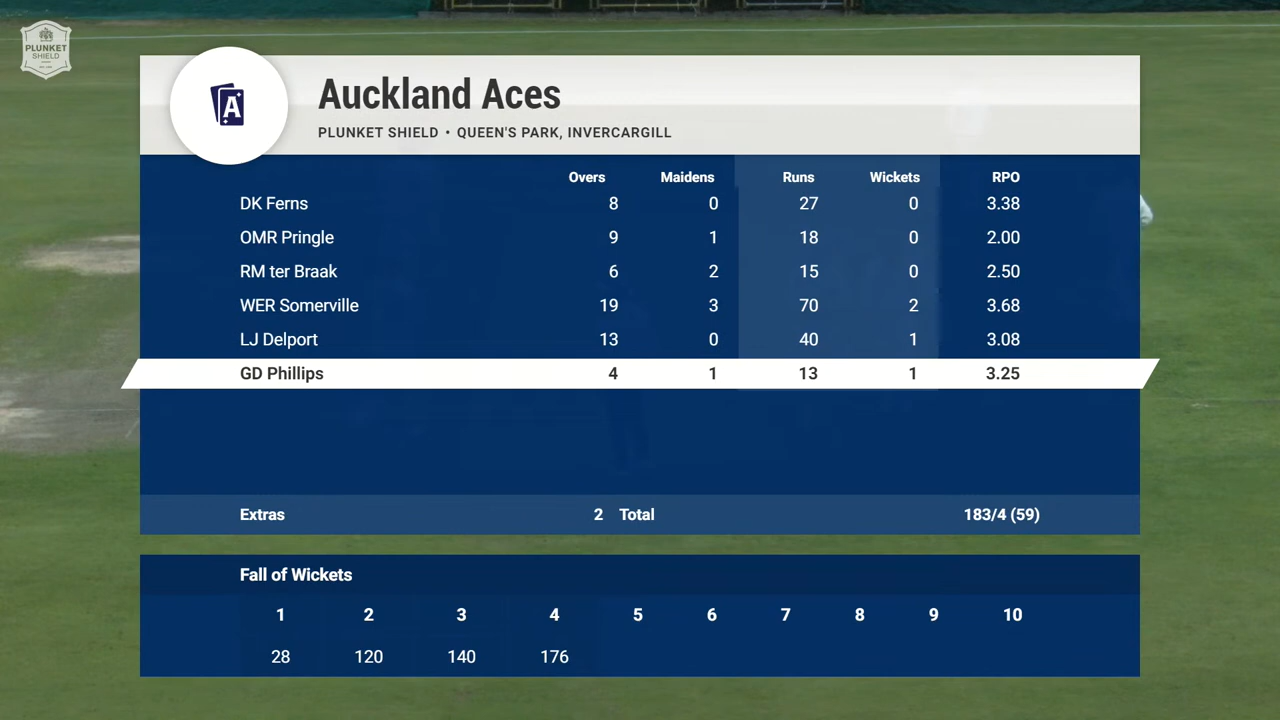 PLUNKET
SHIELD
A
Auckland Aces
PLUNKET SHIELD • QUEEN'S PARK, INVERCARGILL
Overs Maidens Runs Wickets RPO
DK Ferns 8 0 27 0 3.38
OMR Pringle 9 1 18 0 2.00
RM ter Braak 6 2 15 0 2.50
WER Somerville 19 3 70 2 3.68
LJ Delport 13 0 40 1 3.08
GD Phillips 4 1 13 1 3.25
Extras 2 Total 183/4 (59)
Fall of Wickets
1 2 3 4 5 6 7 8 9 10
28 120 140 176